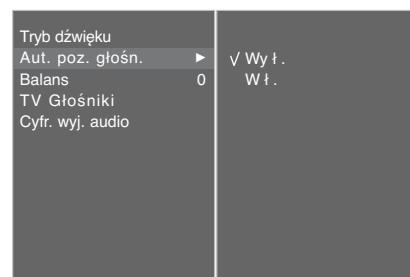 Tryb dźwięku
Aut. poz. głośn. ►
Balans 0
TV Głośniki
Cyfr. wyj. audio
√ Wył.
Wł.